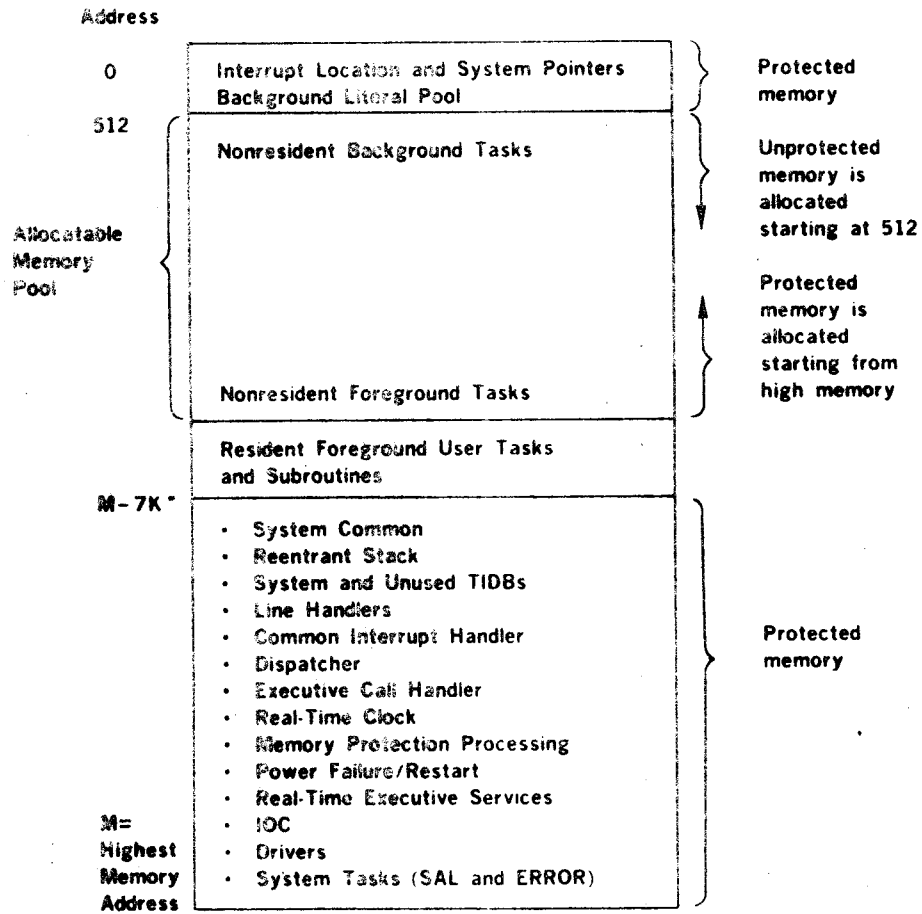 Address
0
Interrupt Location and System Pointers
Background Literal Pool
Protected
memory
512
Nonresident Background Tasks
Unprotected
memory is
allocated
starting at 512
Allocatable
Memory
Pool
Protected
memory is
allocated
starting from
high memory
Nonresident Foreground Tasks
Resident Foreground User Tasks
and Subroutines
M-7K*
• System Common
• Reentrant Stack
• System and Unused TIDBs
• Line Handlers
• Common Interrupt Handler
• Dispatcher
• Executive Call Handler
• Real-Time Clock
• Memory Protection Processing
• Power Failure/Restart
• Real-Time Executive Services
• IOC
• Drivers
• System Tasks (SAL and ERROR)
Protected
memory
M=
Highest
Memory
Address